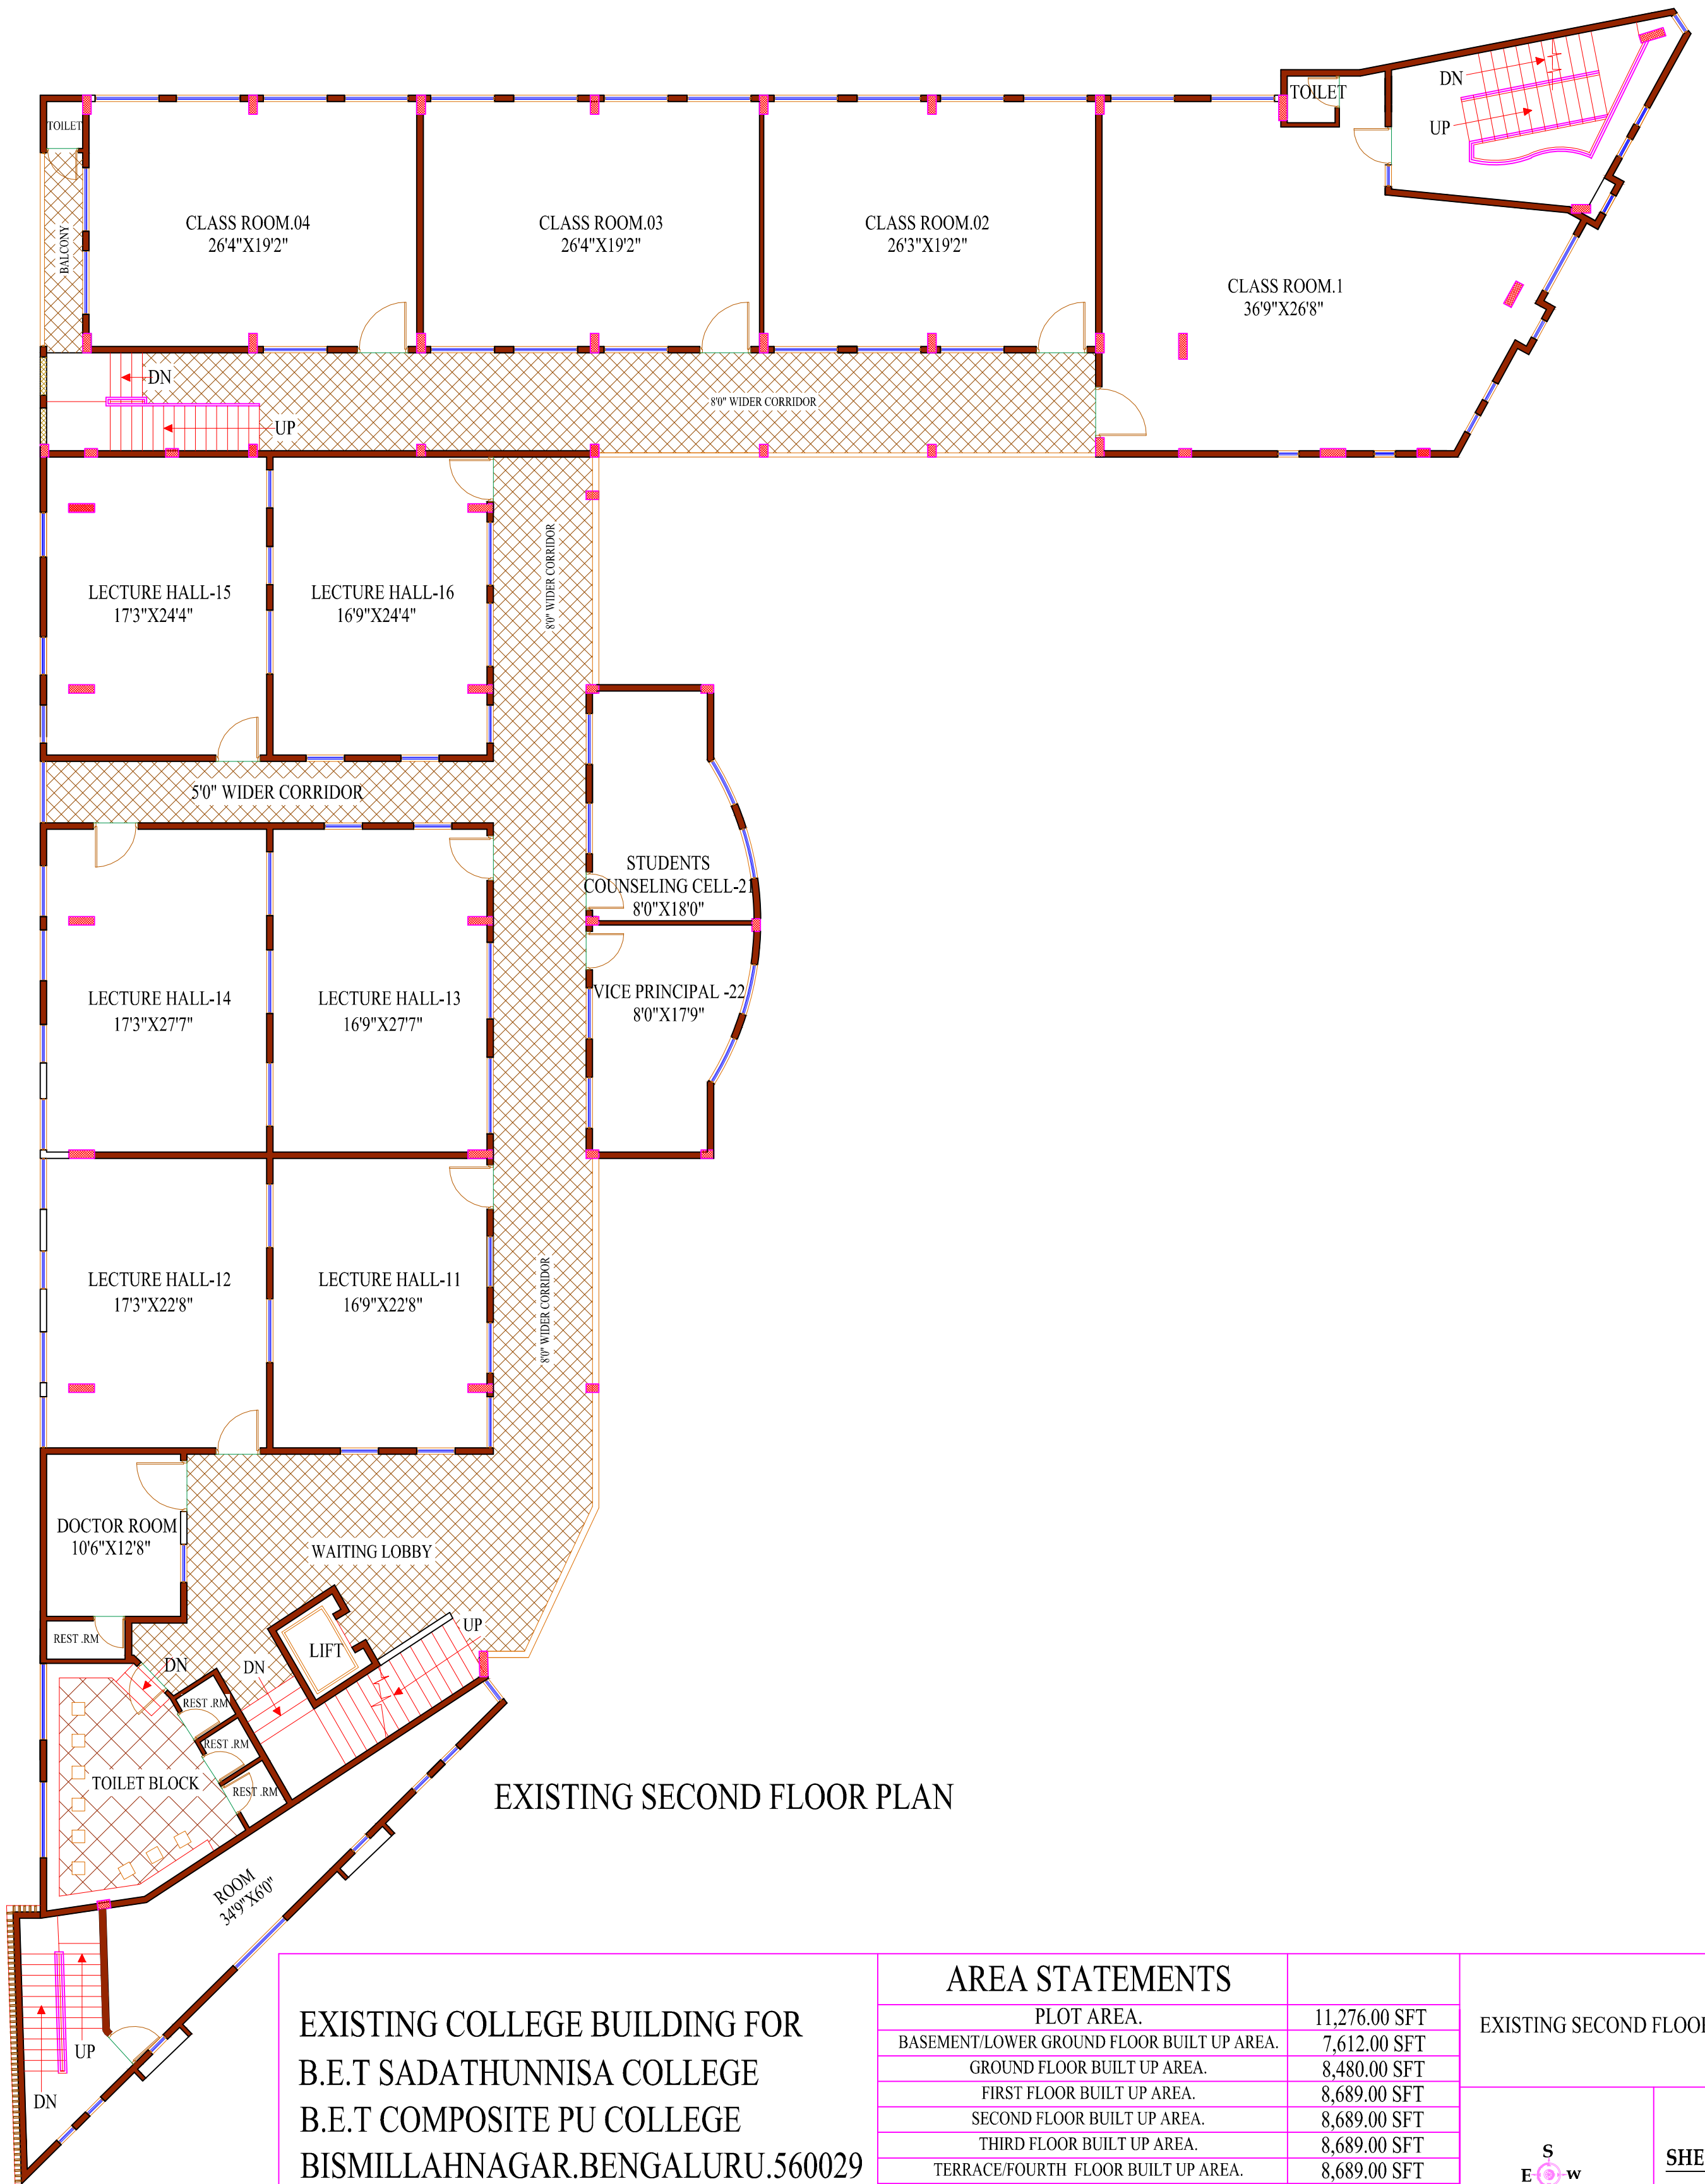 DN
TOILET
UP
TOILET
CLASS ROOM.04
26'4"X19'2"
CLASS ROOM.03
26'4"X19'2"
CLASS ROOM.02
26'3"X19'2"
BALCONY
CLASS ROOM.1
36'9"X26'8"
DN
8'0" WIDER CORRIDOR
UP
8'0" WIDER CORRIDOR
LECTURE HALL-15
17'3"X24'4"
LECTURE HALL-16
16'9"X24'4"
5'0" WIDER CORRIDOR
STUDENTS
COUNSELING CELL-21
8'0"X18'0"
LECTURE HALL-14
17'3"X27'7"
LECTURE HALL-13
16'9"X27'7"
VICE PRINCIPAL -22
8'0"X17'9"
LECTURE HALL-12
17'3"X22'8"
LECTURE HALL-11
16'9"X22'8"
8'0" WIDER CORRIDOR
DOCTOR ROOM
10'6"X12'8"
WAITING LOBBY
UP
REST .RM
LIFT
DN
DN
REST .RM
REST .RM
TOILET BLOCK
REST .RM
EXISTING SECOND FLOOR PLAN
ROOM
34'9"X6'0"
UP
DN
EXISTING COLLEGE BUILDING FOR
B.E.T SADATHUNNISA COLLEGE
B.E.T COMPOSITE PU COLLEGE
BISMILLAHNAGAR.BENGALURU.560029
AREA STATEMENTS
PLOT AREA. 11,276.00 SFT
BASEMENT/LOWER GROUND FLOOR BUILT UP AREA. 7,612.00 SFT
GROUND FLOOR BUILT UP AREA. 8,480.00 SFT
FIRST FLOOR BUILT UP AREA. 8,689.00 SFT
SECOND FLOOR BUILT UP AREA. 8,689.00 SFT
THIRD FLOOR BUILT UP AREA. 8,689.00 SFT
TERRACE/FOURTH FLOOR BUILT UP AREA. 8,689.00 SFT
EXISTING SECOND FLOOR
S
E W
SHE